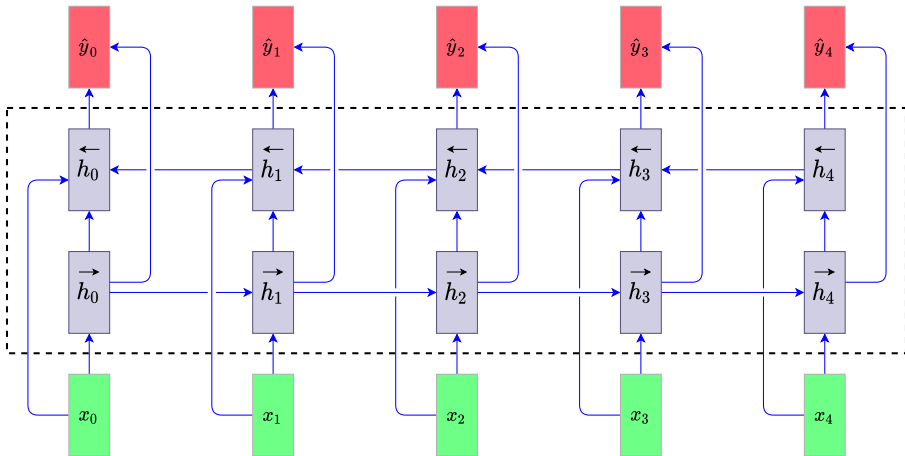 ŷ₀ ŷ₁ ŷ₂ ŷ₃ ŷ₄
←h₀ ←h₁ ←h₂ ←h₃ ←h₄
→h₀ →h₁ →h₂ →h₃ →h₄
x₀ x₁ x₂ x₃ x₄